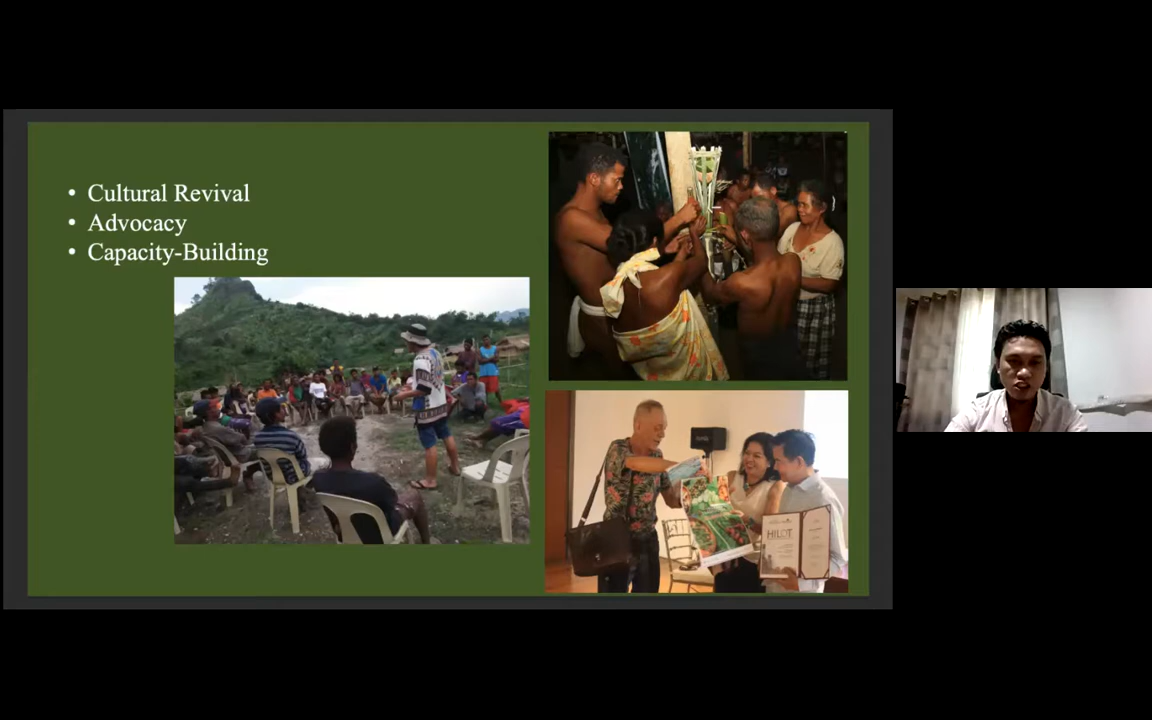 • Cultural Revival
• Advocacy
• Capacity-Building
HILOT